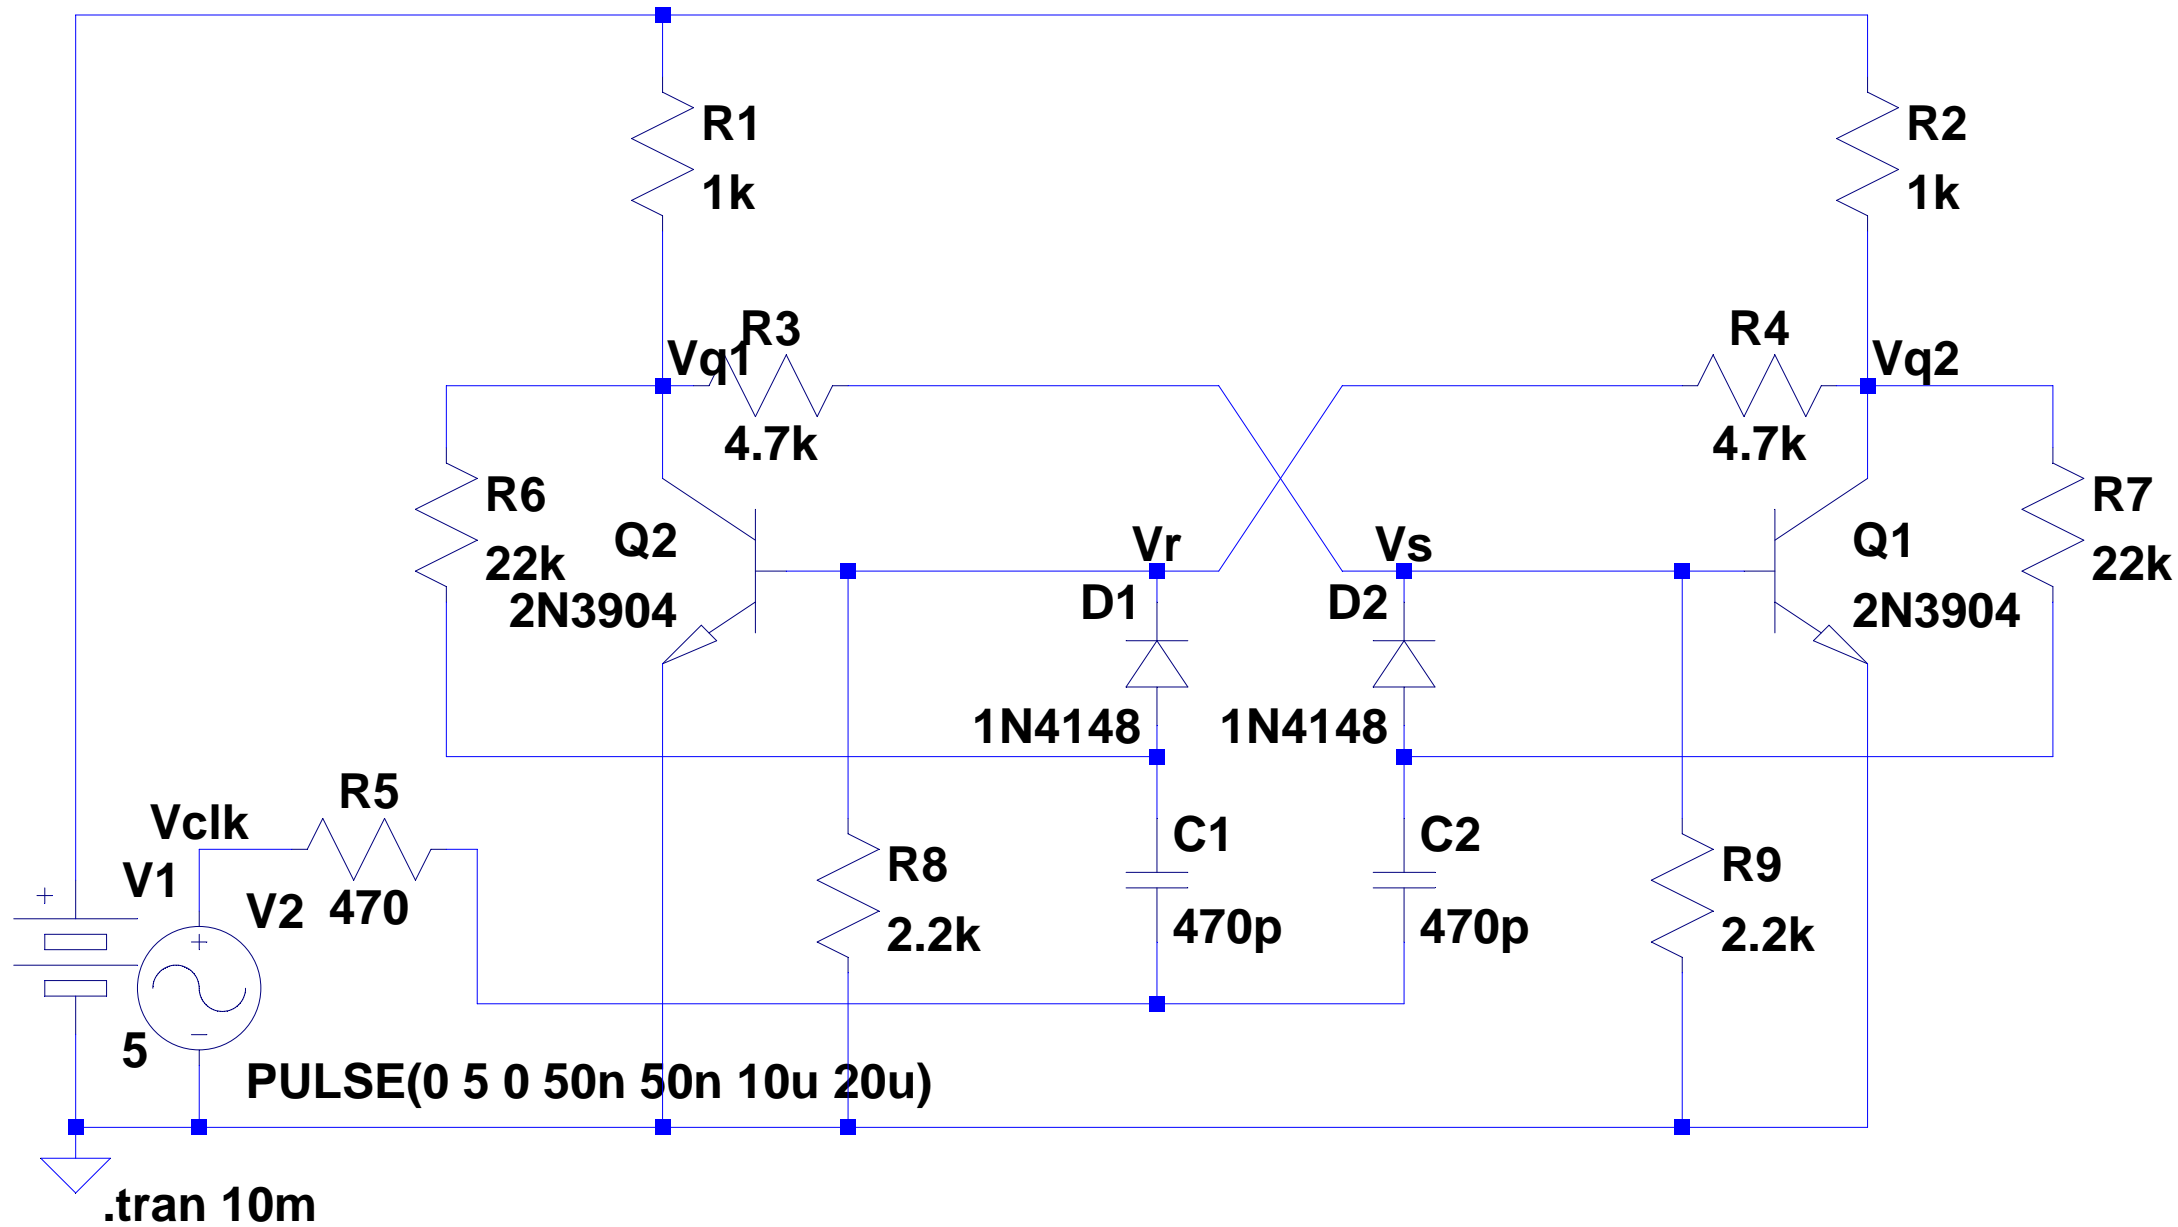 R1
1k
R2
1k
R3
Vq1
4.7k
R4
Vq2
4.7k
R6
22k
Q2
2N3904
Vr
D1
1N4148
Vs
D2
1N4148
Q1
2N3904
R7
22k
R5
470
Vclk
V1
5
V2
PULSE(0 5 0 50n 50n 10u 20u)
R8
2.2k
C1
470p
C2
470p
R9
2.2k
.tran 10m